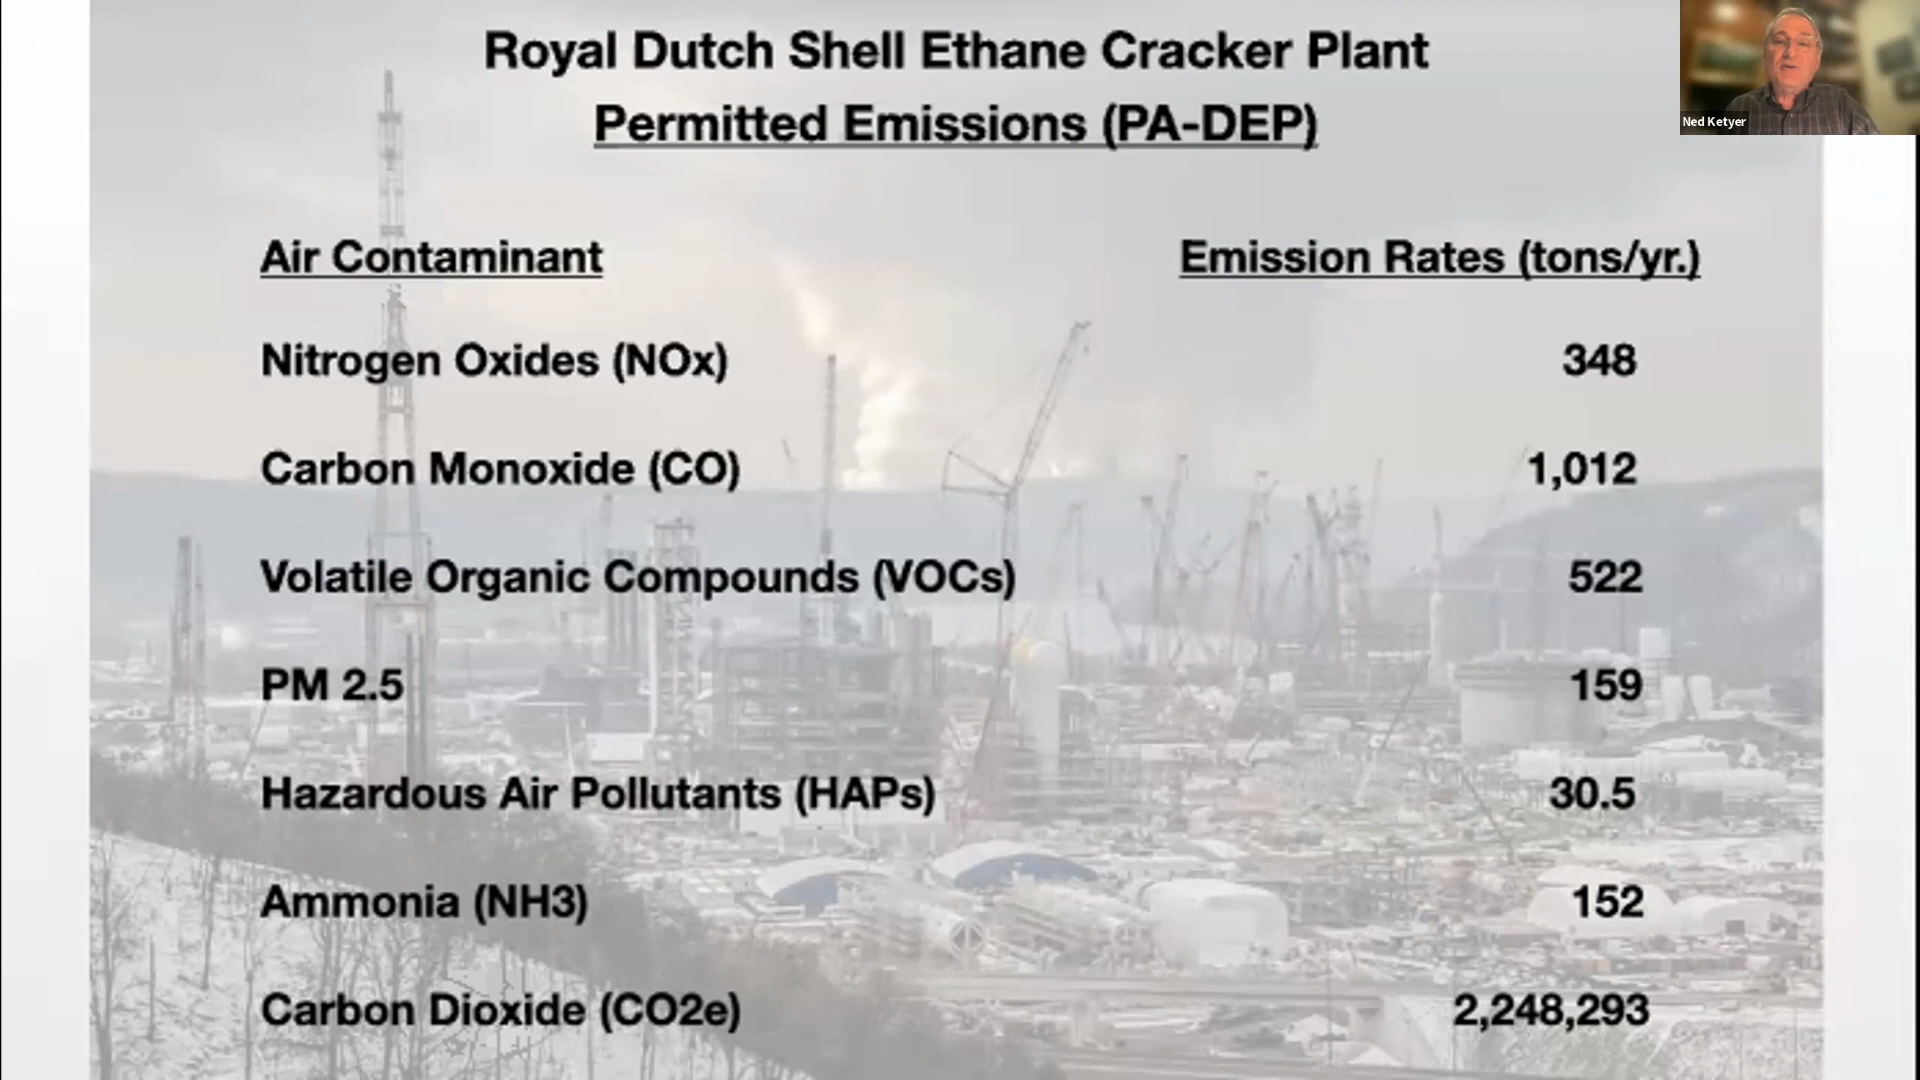 Royal Dutch Shell Ethane Cracker Plant
Permitted Emissions (PA-DEP)
Ned Ketyer
Air Contaminant Emission Rates (tons/yr.)
Nitrogen Oxides (NOx) 348
Carbon Monoxide (CO) 1,012
Volatile Organic Compounds (VOCs) 522
PM 2.5 159
Hazardous Air Pollutants (HAPs) 30.5
Ammonia (NH3) 152
Carbon Dioxide (CO2e) 2,248,293